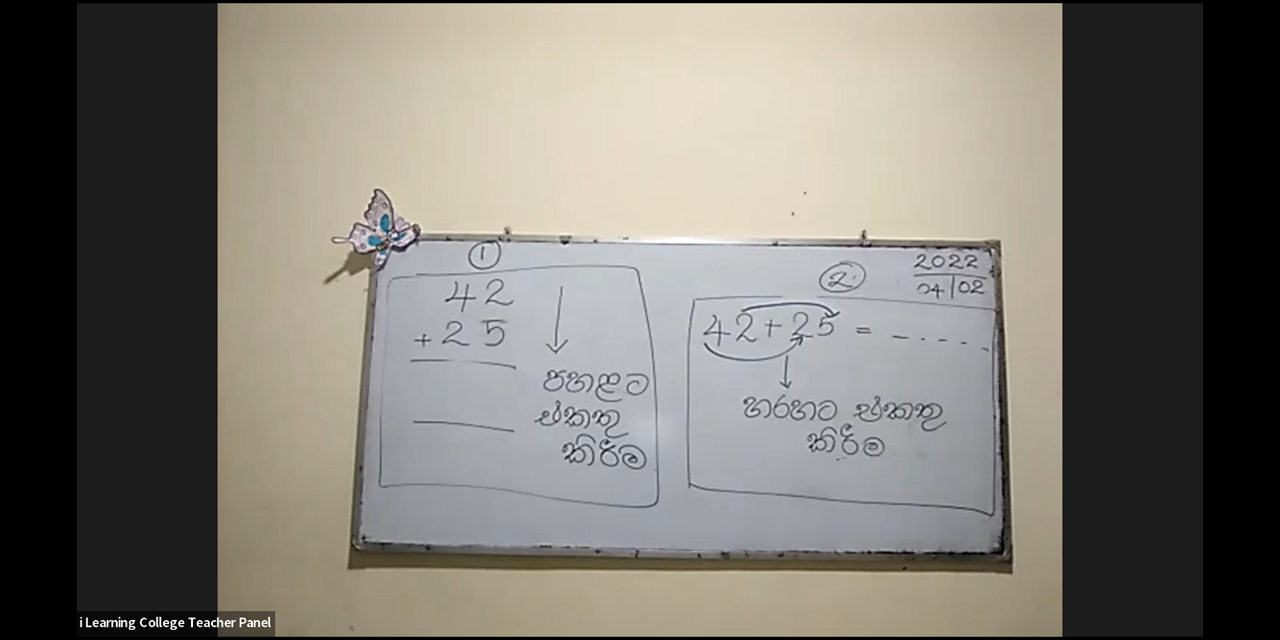 ①
42
+25
පහළට
එකතු
කිරීම
②
2022
04/02
42+25 = -----
හරහට එකතු
කිරීම
i Learning College Teacher Panel